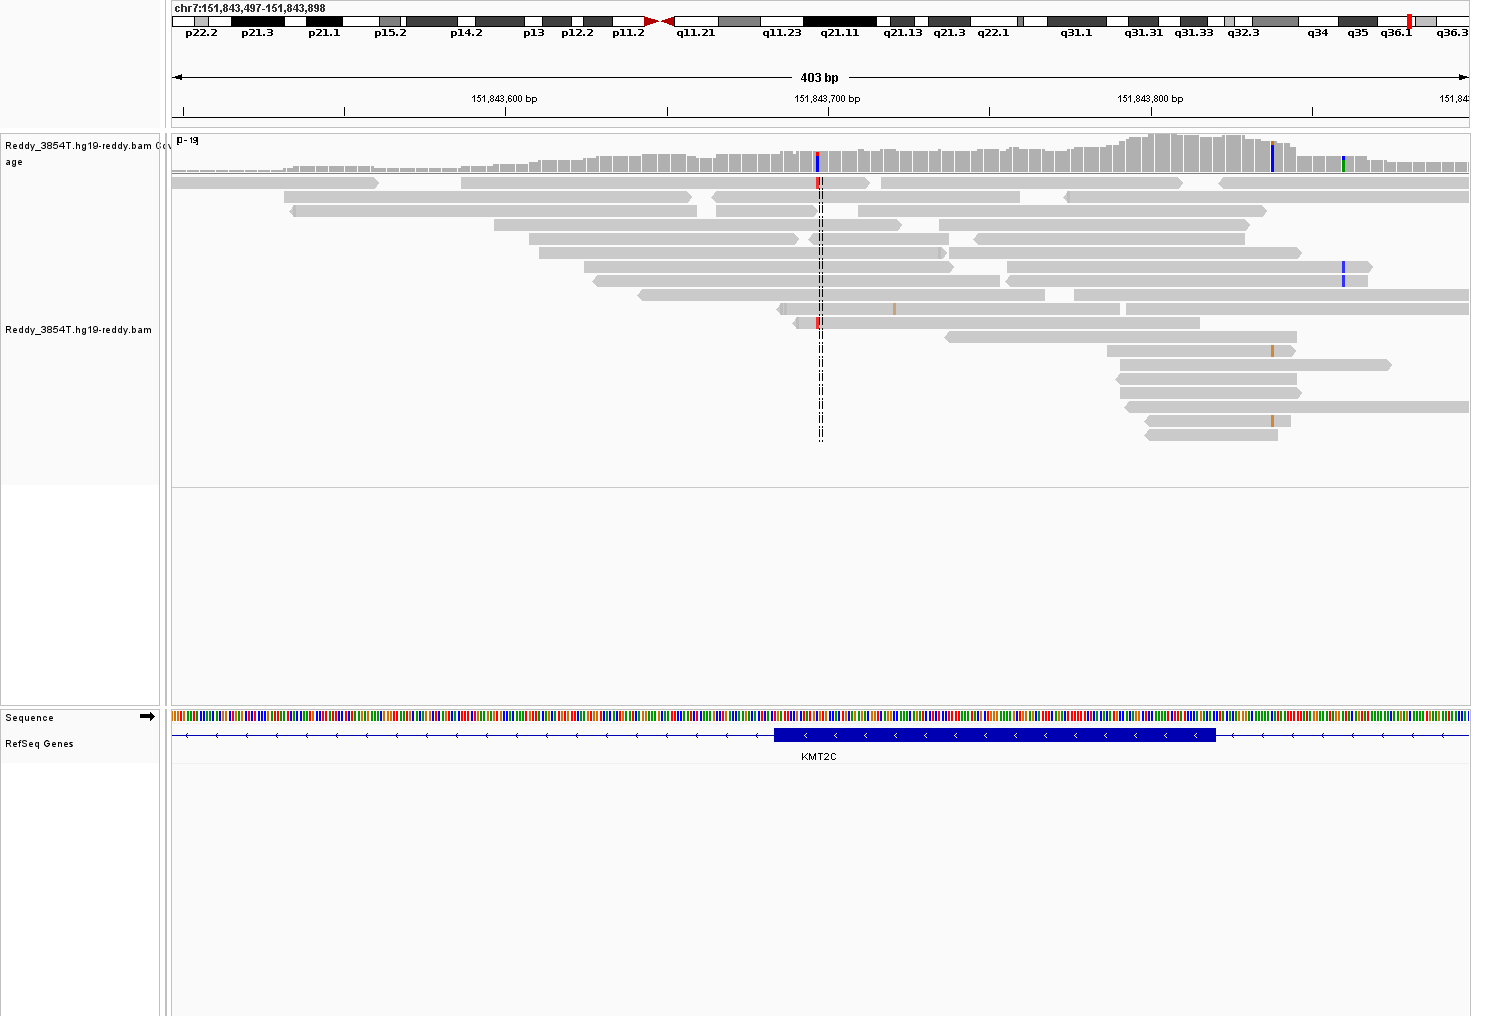 chr7:151,843,497-151,843,898
p22.2 p21.3 p21.1 p15.2 p14.2 p13 p12.2 p11.2 q11.21 q11.23 q21.11 q21.13 q21.3 q22.1 q31.1 q31.31 q31.33 q32.3 q34 q35 q36.1 q36.3
403 bp
151,843,600 bp 151,843,700 bp 151,843,800 bp 151,843
Reddy_3854T.hg19-reddy.bam Cov
age
[0 - 19]
Reddy_3854T.hg19-reddy.bam
Sequence
RefSeq Genes
KMT2C